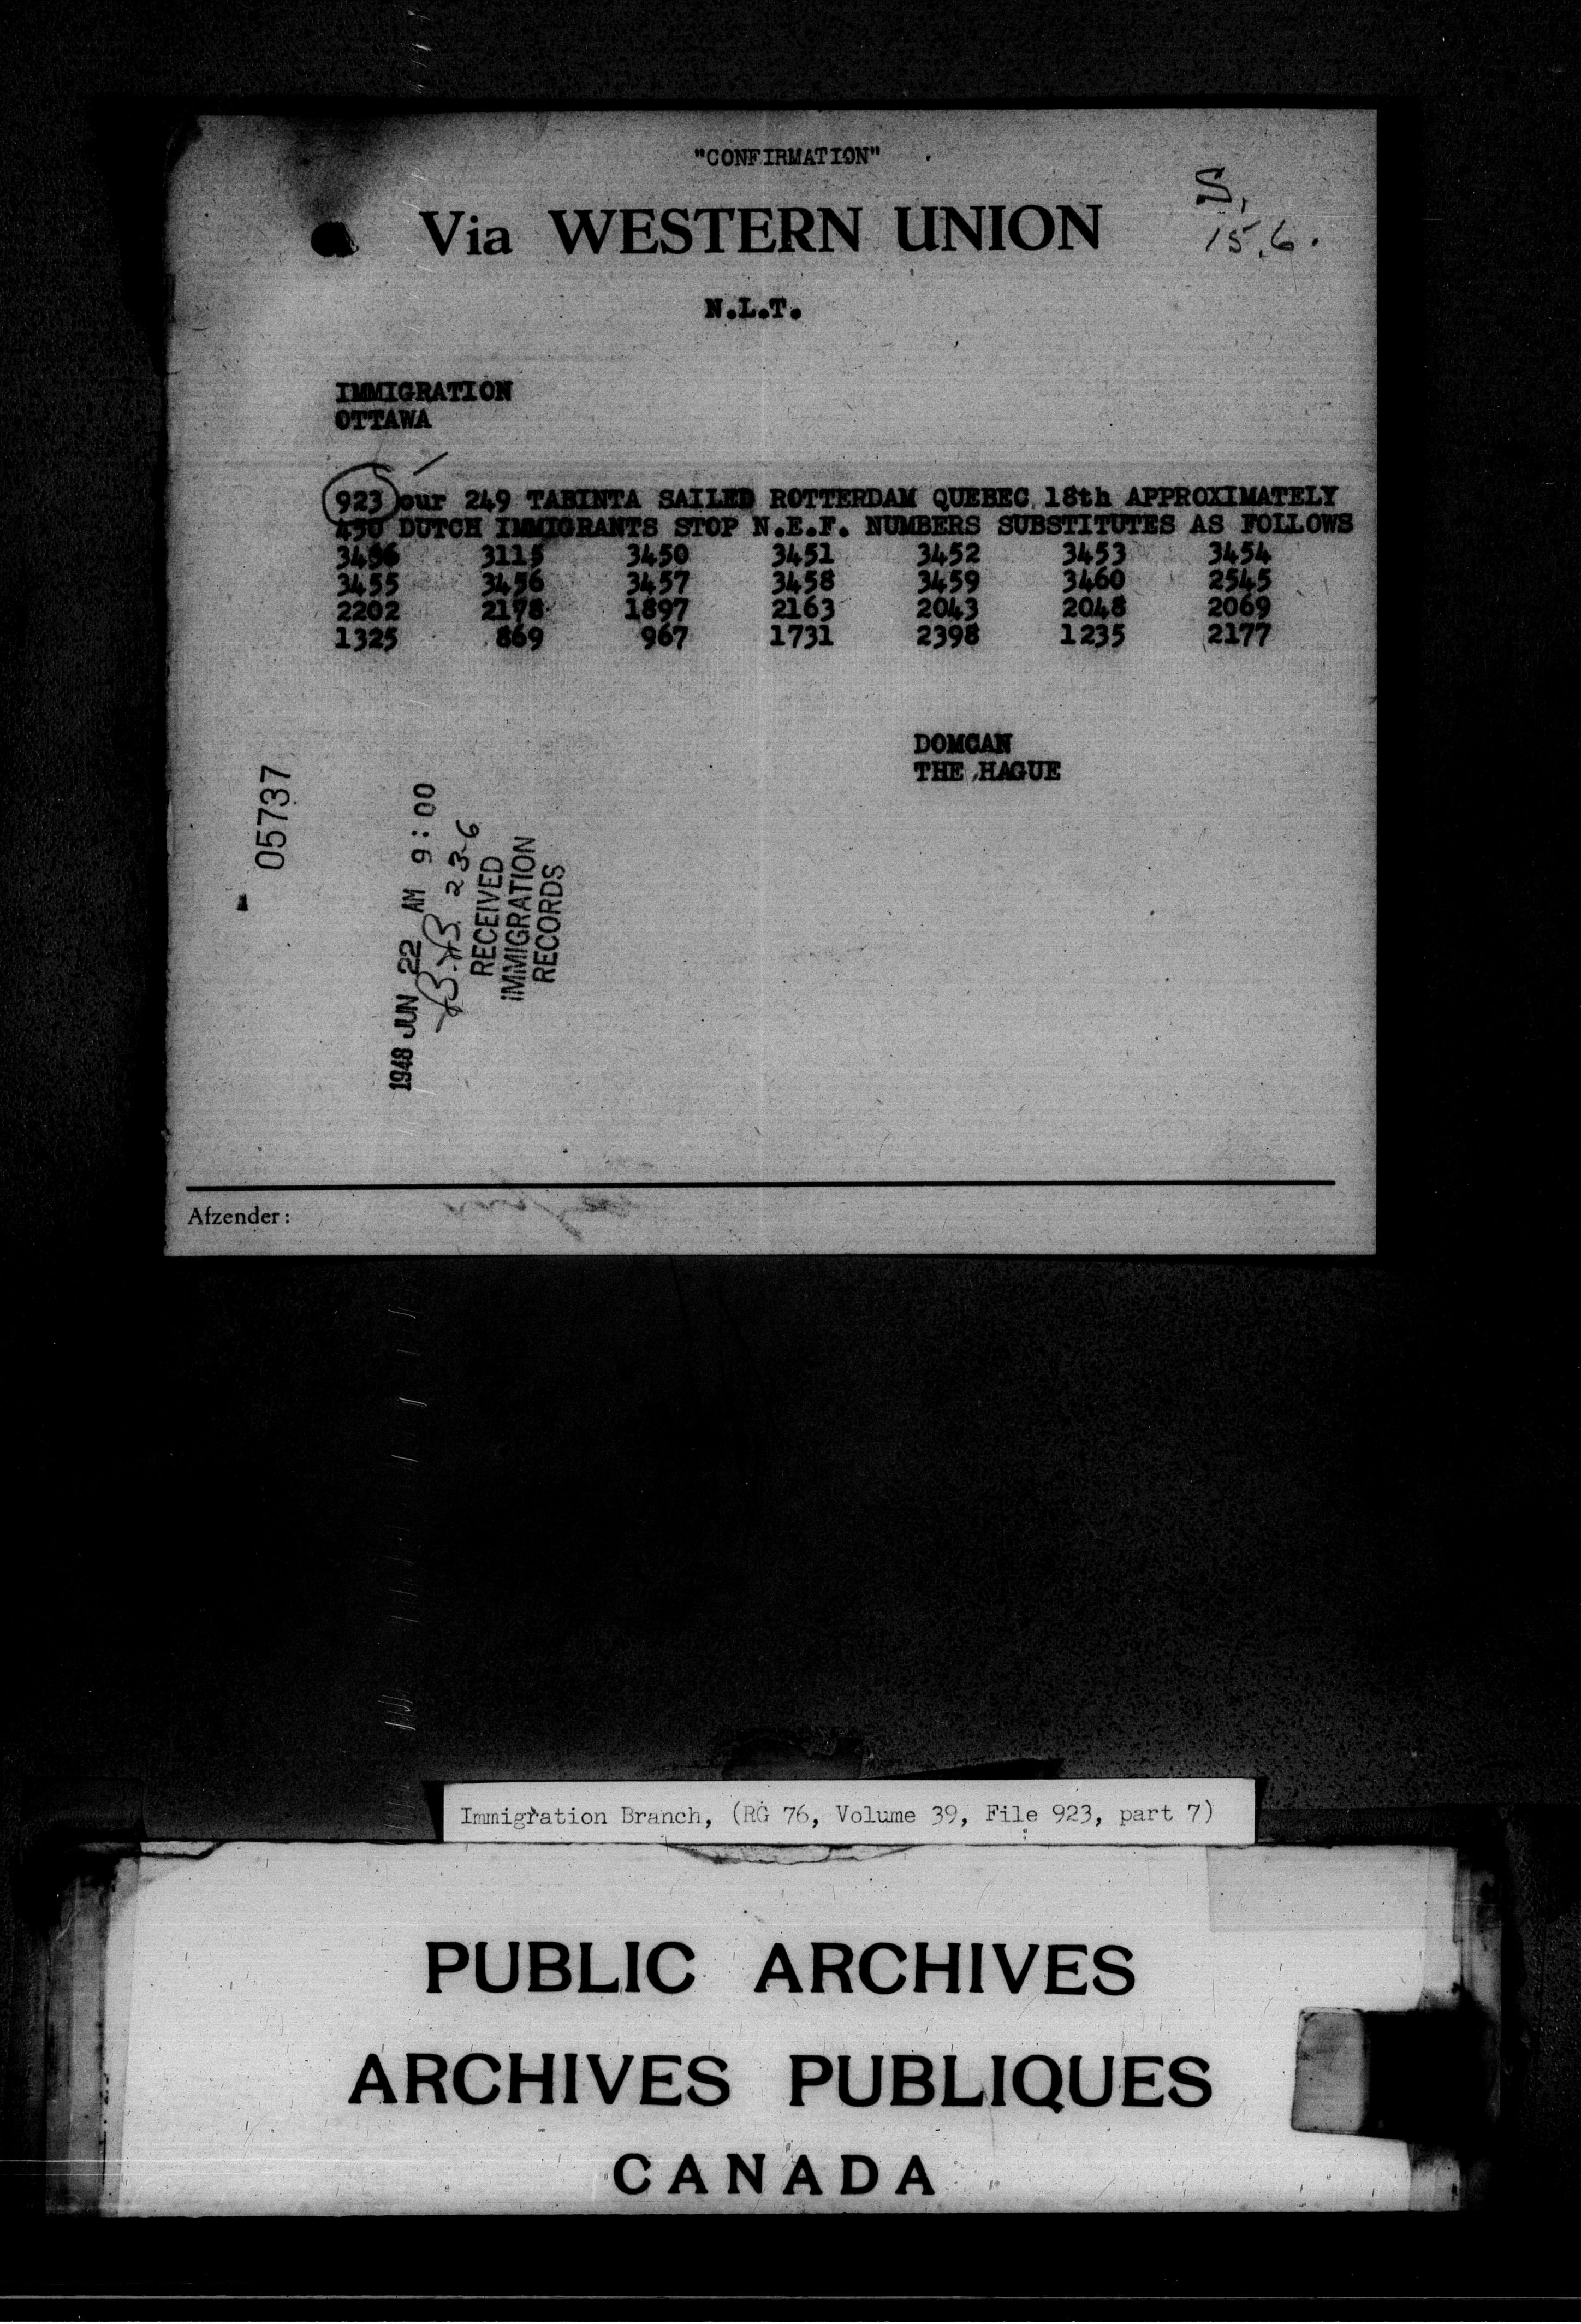 "CONFIRMATION"
Via WESTERN UNION
S.
15.6.
N.L.T.
IMMIGRATION
OTTAWA
923 our 249 TABINTA SAILED ROTTERDAM QUEBEC 18th APPROXIMATELY
450 DUTCH IMMIGRANTS STOP N.E.F. NUMBERS SUBSTITUTES AS FOLLOWS
3115 3450 3451 3452 3453 3454
3455 3456 3457 3458 3459 3460 2545
2202 2178 1897 2163 2043 2048 2069
1325 869 967 1731 2398 1235 2177
DOMCAN
THE HAGUE
05737
1948 JUN 22 AM 9:00
23-6
RECEIVED
IMMIGRATION
RECORDS
Afzender:
Immigration Branch, (RG 76, Volume 39, File 923, part 7)
PUBLIC ARCHIVES
ARCHIVES PUBLIQUES
CANADA